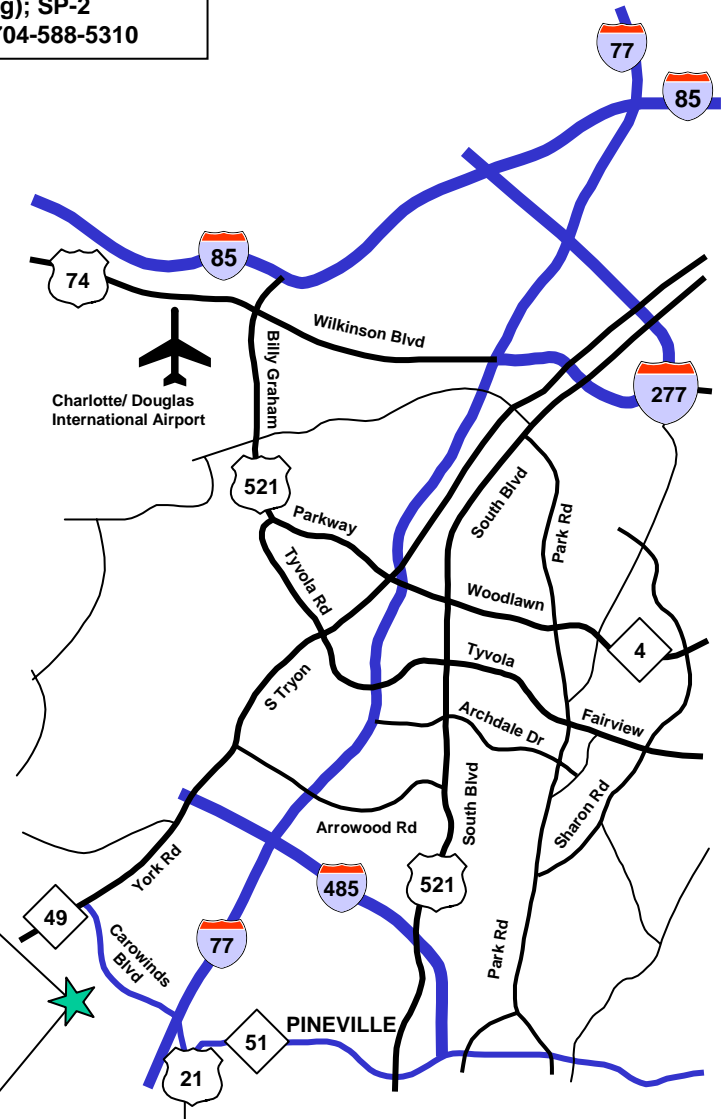 g); SP-2
704-588-5310
77
85
85
74
Wilkinson Blvd
Billy Graham
Charlotte/ Douglas
International Airport
277
521
South Blvd
Park Rd
Parkway
Tyvola Rd
Woodlawn
4
Tyvola
S Tryon
Archdale Dr
Fairview
South Blvd
Sharon Rd
Arrowood Rd
York Rd
485
521
49
77
Carowinds
Blvd
Park Rd
PINEVILLE
51
21